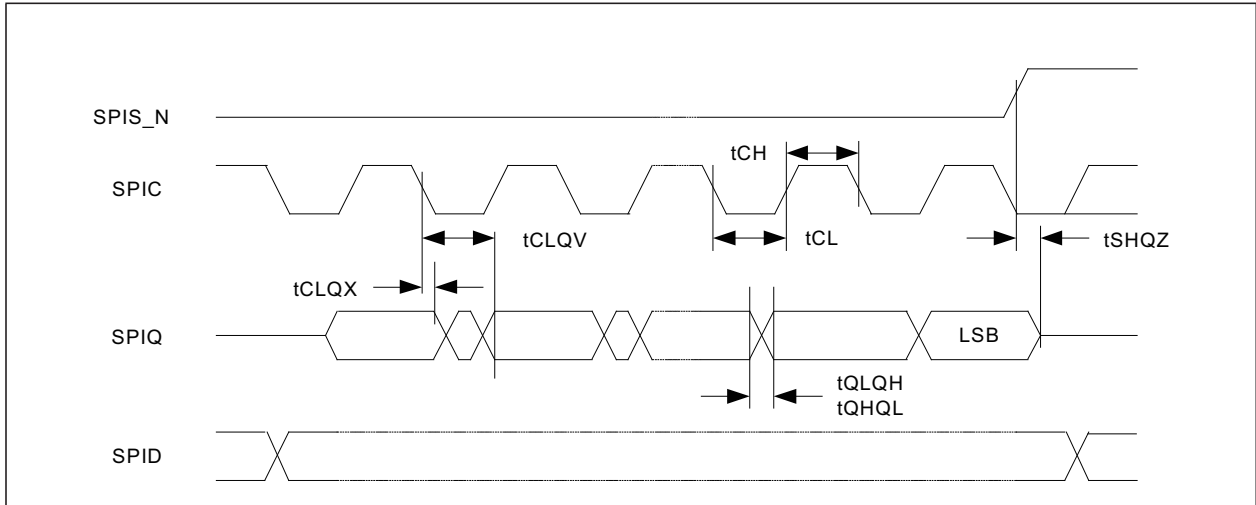 SPIS_N
tCH
SPIC
tCLQV
tCL
tSHQZ
tCLQX
SPIQ
LSB
tQLQH
tQHQL
SPID